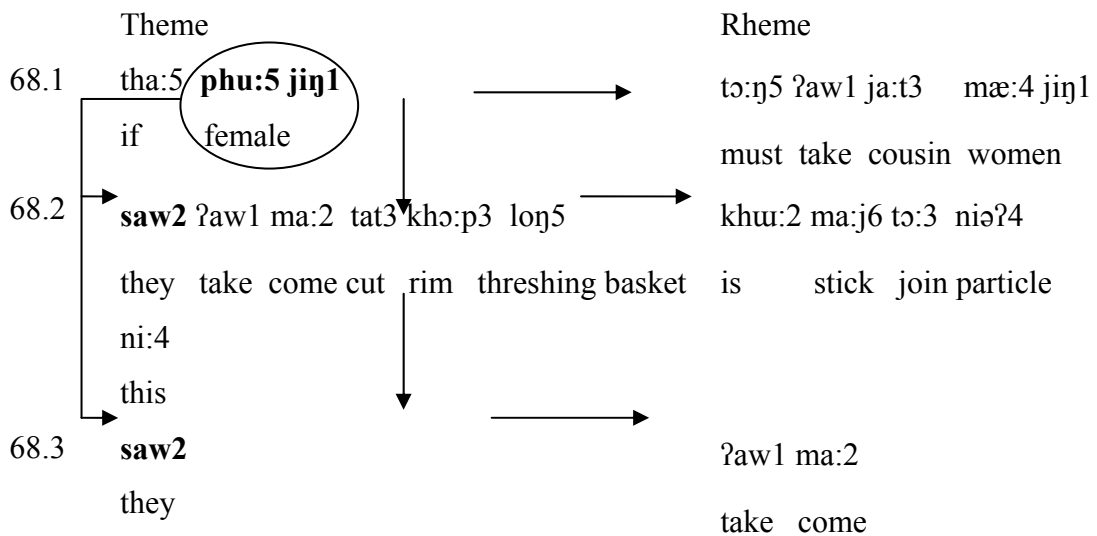 Theme Rheme
68.1 tha:5 phu:5 jiŋ1 tɔ:ŋ5 ʔaw1 ja:t3 mæ:4 jiŋ1
if female must take cousin women
68.2 saw2 ʔaw1 ma:2 tat3 khɔ:p3 loŋ5 khɯ:2 ma:j6 tɔ:3 niəʔ4
they take come cut rim threshing basket is stick join particle
ni:4
this
68.3 saw2 ʔaw1 ma:2
they take come